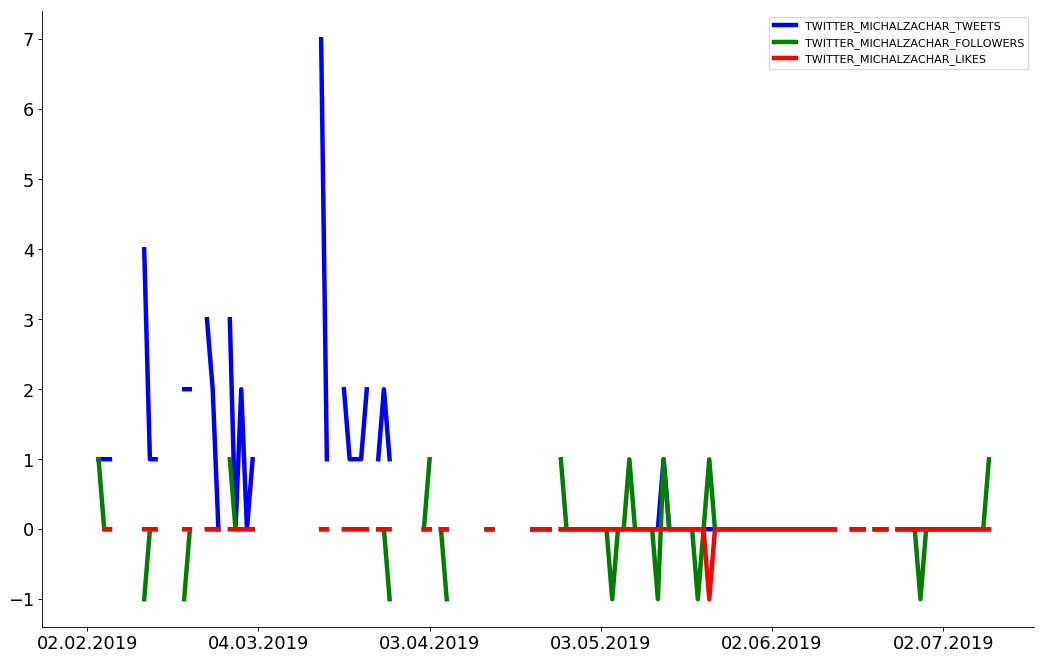 TWITTER_MICHALZACHAR_TWEETS
TWITTER_MICHALZACHAR_FOLLOWERS
TWITTER_MICHALZACHAR_LIKES
7
6
5
4
3
2
1
0
−1
02.02.2019 04.03.2019 03.04.2019 03.05.2019 02.06.2019 02.07.2019